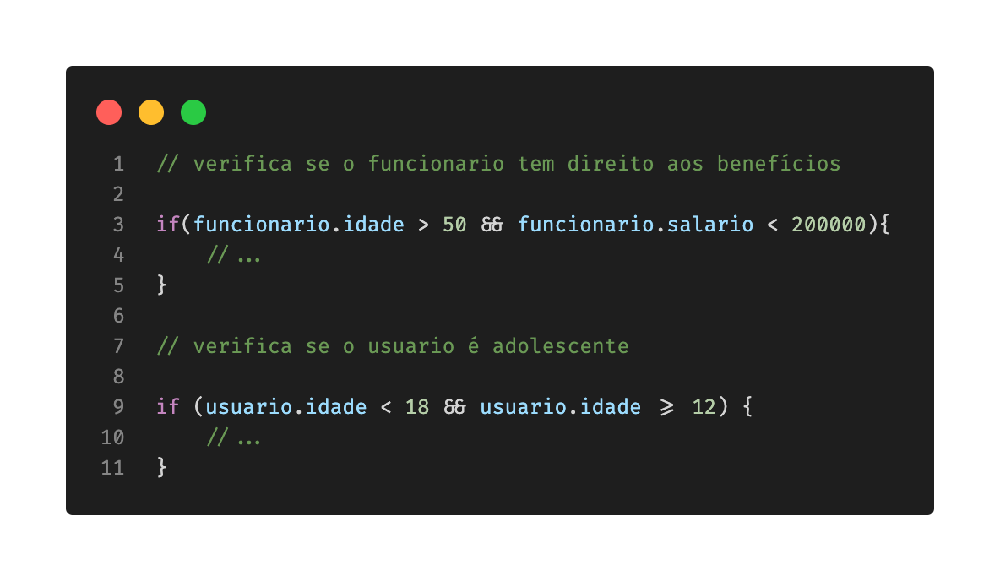 1 // verifica se o funcionario tem direito aos benefícios
2
3 if(funcionario.idade > 50 && funcionario.salario < 200000){
4     // ...
5 }
6
7 // verifica se o usuario é adolescente
8
9 if (usuario.idade < 18 && usuario.idade >= 12) {
10     // ...
11 }